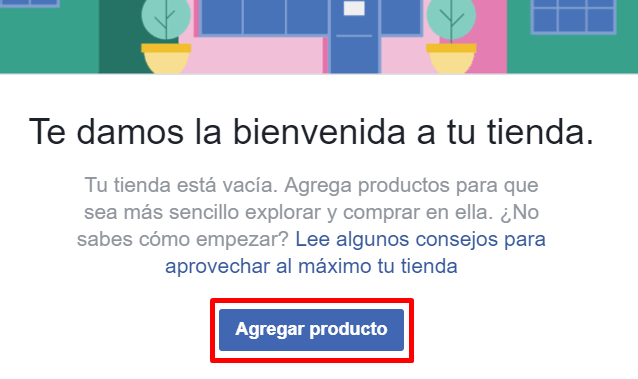 Te damos la bienvenida a tu tienda.
Tu tienda está vacía. Agrega productos para que
sea más sencillo explorar y comprar en ella. ¿No
sabes cómo empezar? Lee algunos consejos para
aprovechar al máximo tu tienda
Agregar producto